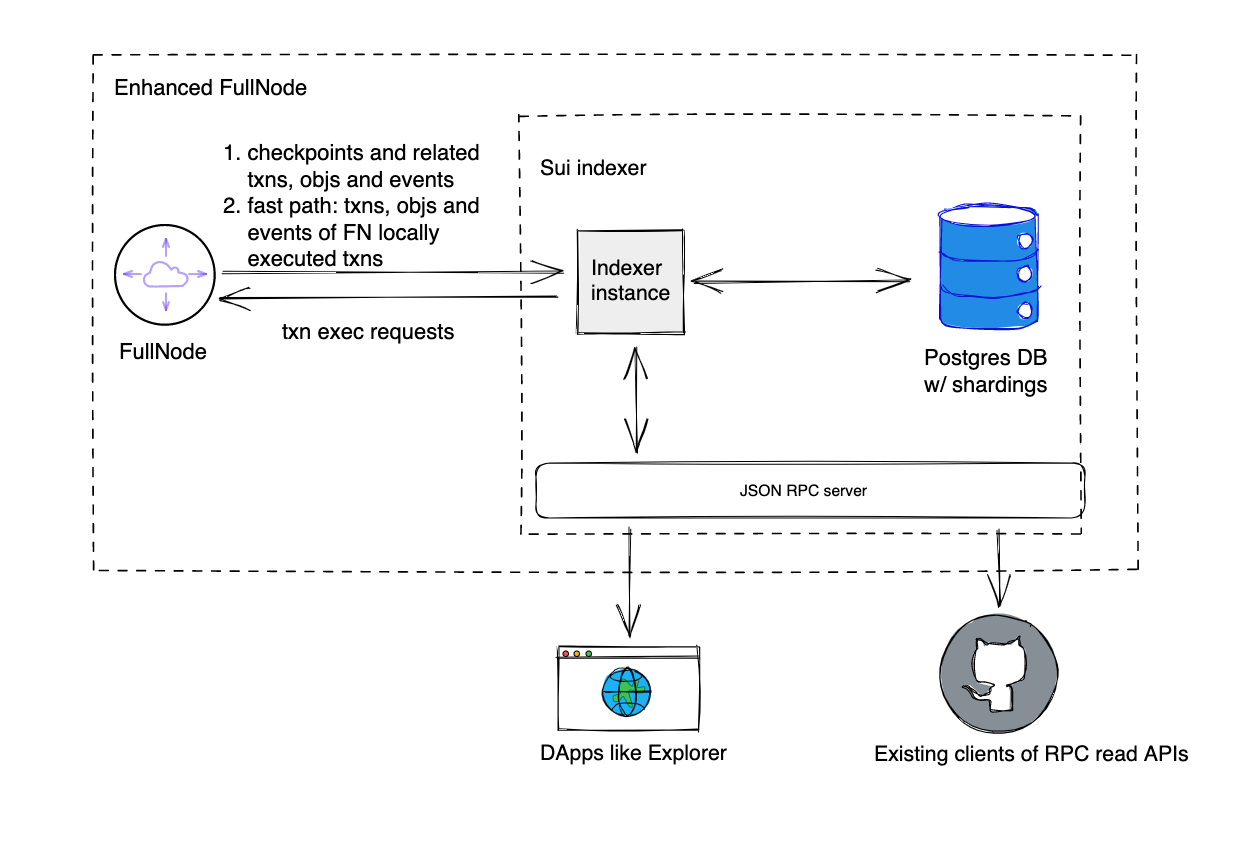 Enhanced FullNode
1. checkpoints and related
txns, objs and events
2. fast path: txns, objs and
events of FN locally
executed txns
Sui indexer
Indexer
instance
FullNode
txn exec requests
Postgres DB
w/ shardings
JSON RPC server
DApps like Explorer
Existing clients of RPC read APIs